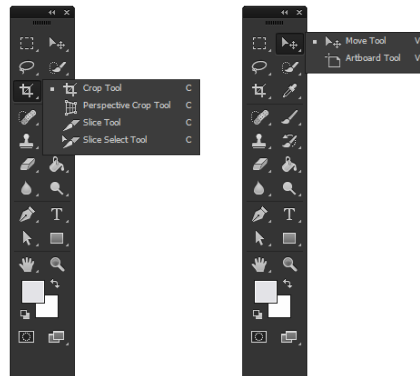 Crop Tool C
Perspective Crop Tool C
Slice Tool C
Slice Select Tool C
Move Tool V
Artboard Tool V
T
T